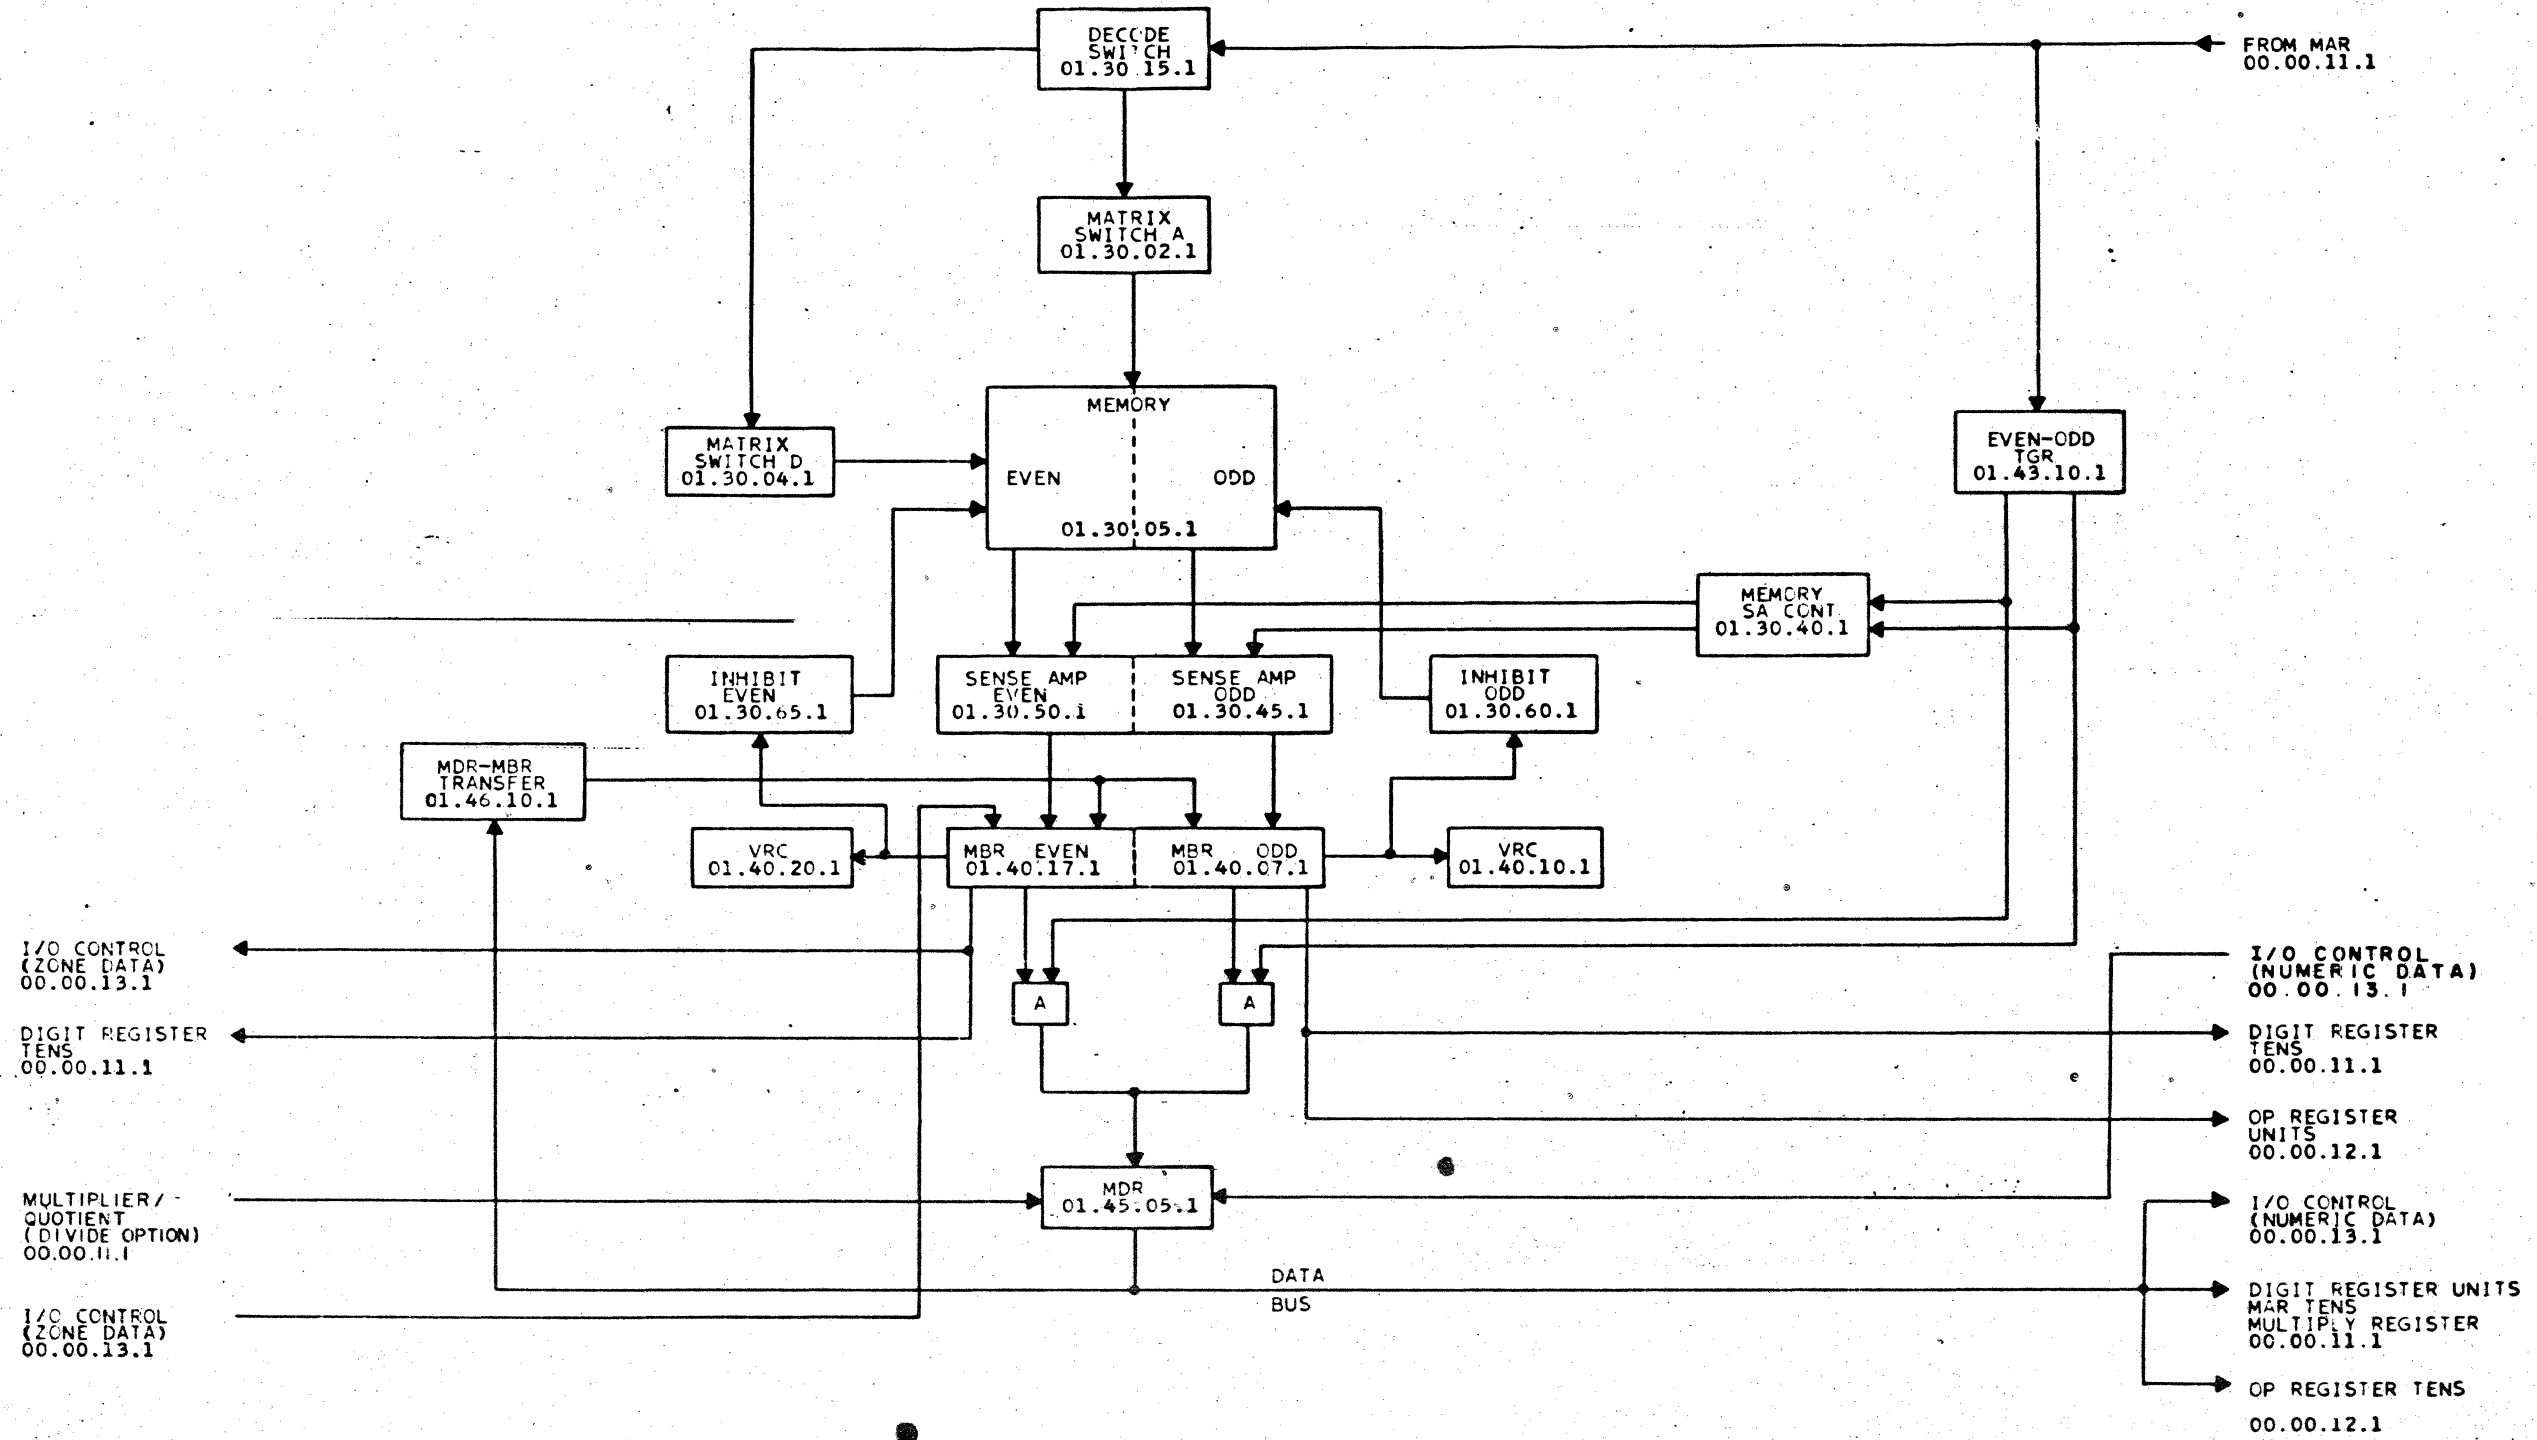 DECODE
SWITCH
01.30.15.1
FROM MAR
00.00.11.1
MATRIX
SWITCH A
01.30.02.1
MEMORY
EVEN
ODD
01.30.05.1
MATRIX
SWITCH D
01.30.04.1
EVEN-ODD
TGR
01.43.10.1
MEMORY
SA CONT
01.30.40.1
INHIBIT
EVEN
01.30.65.1
SENSE AMP
EVEN
01.30.50.1
SENSE AMP
ODD
01.30.45.1
INHIBIT
ODD
01.30.60.1
MDR-MBR
TRANSFER
01.46.10.1
VRC
01.40.20.1
MBR EVEN
01.40.17.1
MBR ODD
01.40.07.1
VRC
01.40.10.1
I/O CONTROL
(ZONE DATA)
00.00.13.1
DIGIT REGISTER
TENS
00.00.11.1
A
A
I/O CONTROL
(NUMERIC DATA)
00.00.13.1
DIGIT REGISTER
TENS
00.00.11.1
OP REGISTER
UNITS
00.00.12.1
MULTIPLIER/
QUOTIENT
(DIVIDE OPTION)
00.00.11.1
MDR
01.45.05.1
I/O CONTROL
(NUMERIC DATA)
00.00.13.1
DATA
BUS
DIGIT REGISTER UNITS
MAR TENS
MULTIPLY REGISTER
00.00.11.1
I/O CONTROL
(ZONE DATA)
00.00.13.1
OP REGISTER TENS
00.00.12.1